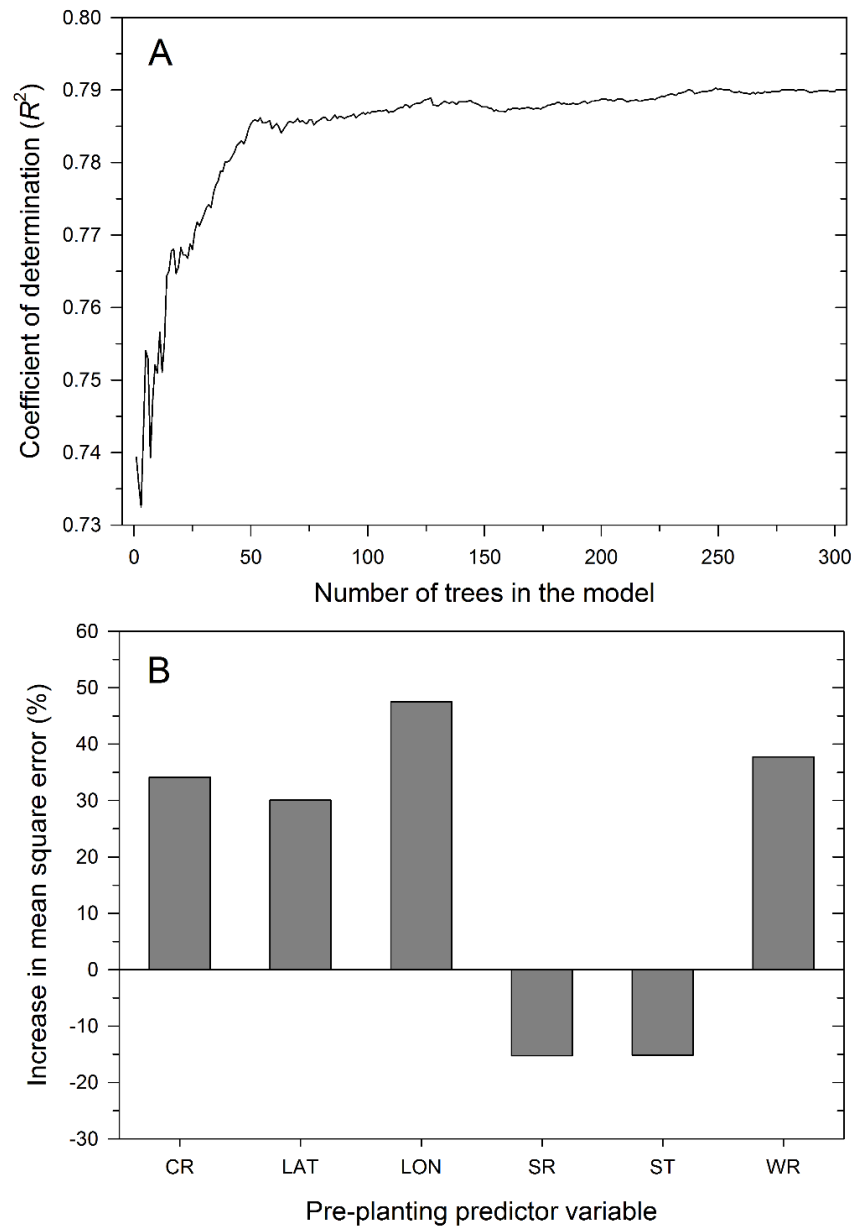 A
Coefficient of determination (R²)
0.80
0.79
0.78
0.77
0.76
0.75
0.74
0.73
0
50
100
150
200
250
300
Number of trees in the model
B
Increase in mean square error (%)
60
50
40
30
20
10
0
-10
-20
-30
CR
LAT
LON
SR
ST
WR
Pre-planting predictor variable